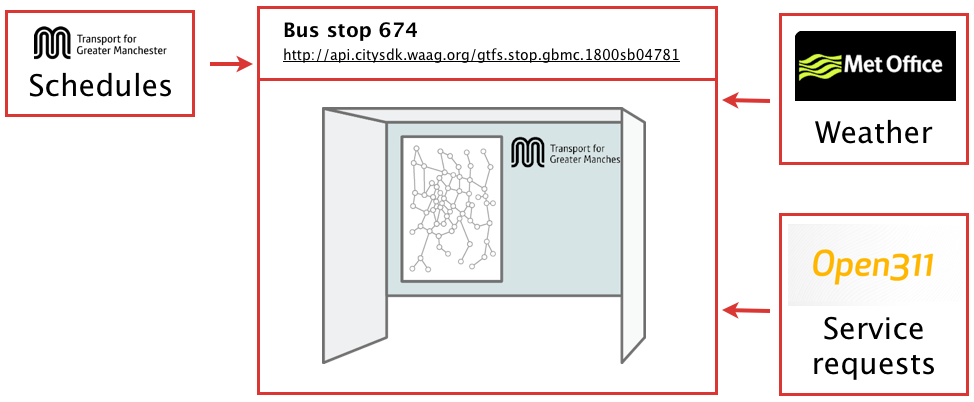 Transport for
Greater Manchester
Schedules
Bus stop 674
http://api.citysdk.waag.org/gtfs.stop.gbmc.1800sb04781
Transport for
Greater Manches
Met Office
Weather
Open311
Service
requests